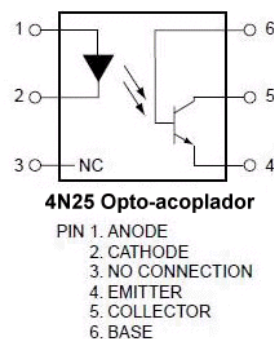 1
6
2
5
3
NC
4
4N25 Opto-acoplador
PIN 1. ANODE
2. CATHODE
3. NO CONNECTION
4. EMITTER
5. COLLECTOR
6. BASE